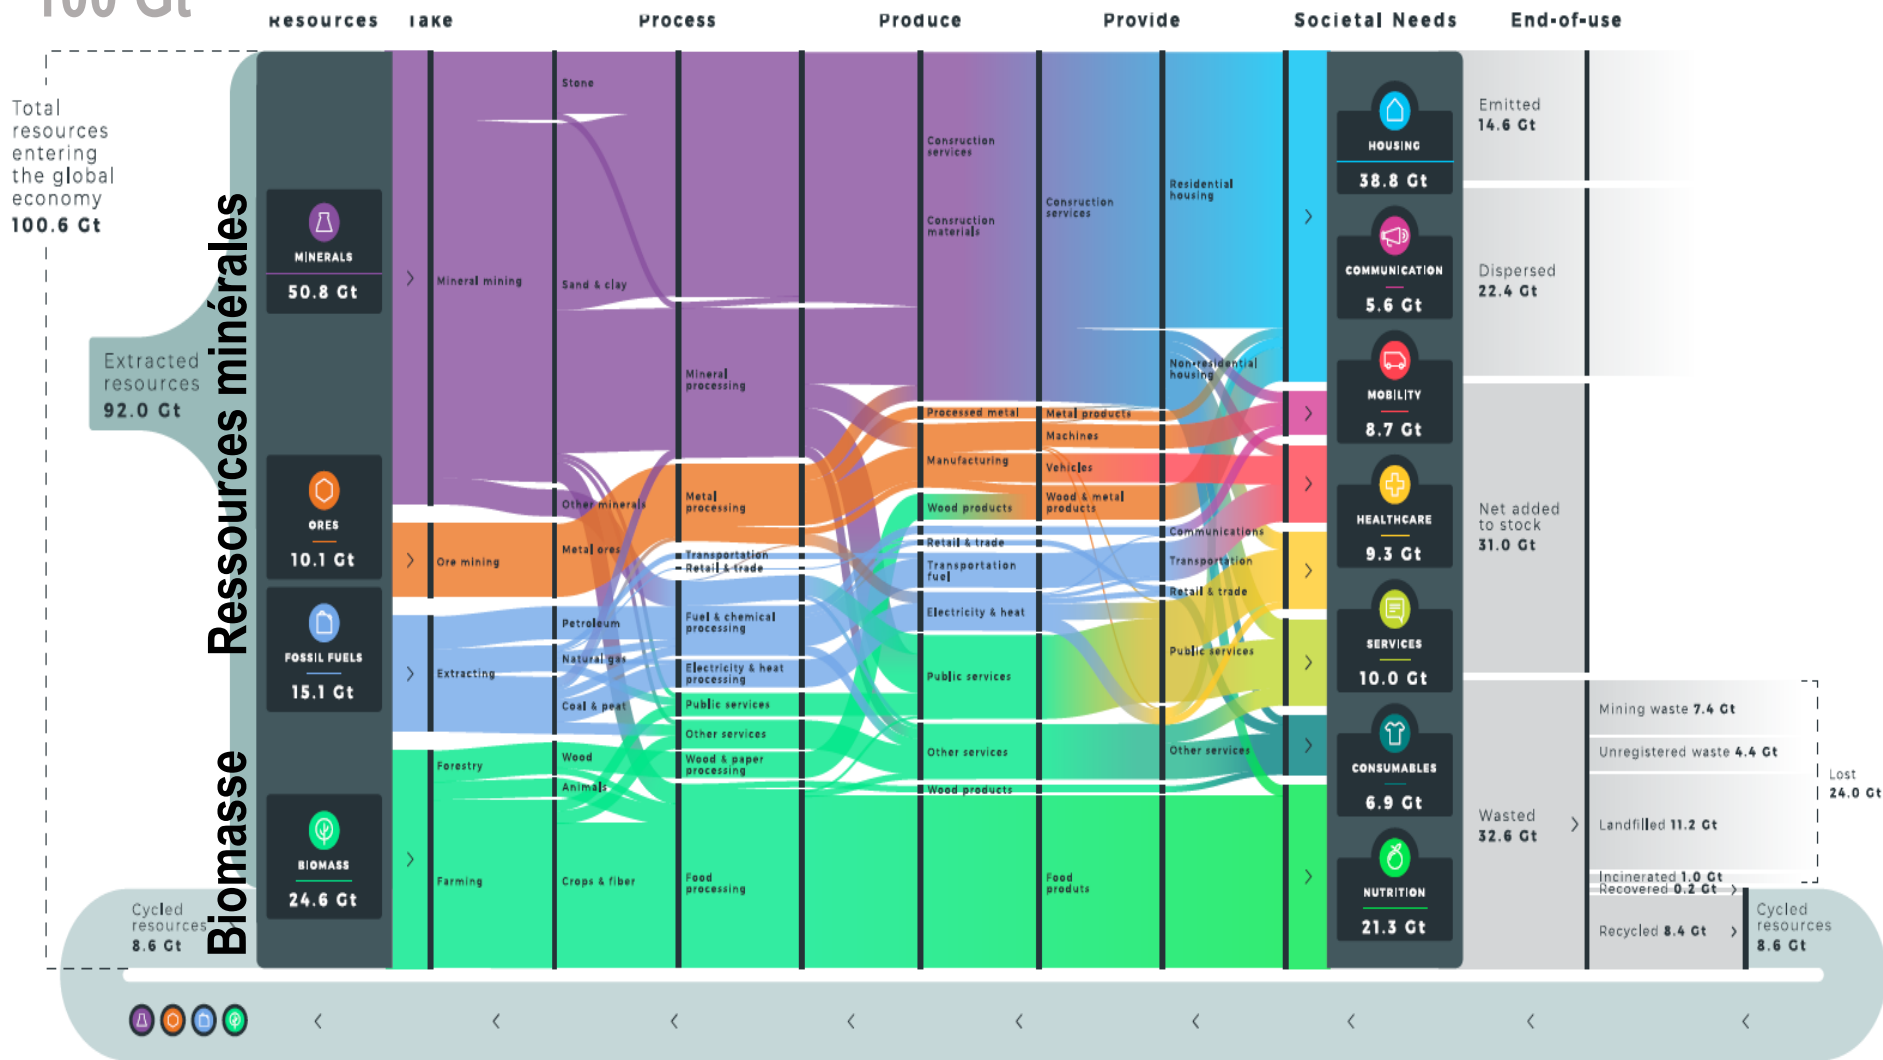 100 Gt
Resources
Take
Process
Produce
Provide
Societal Needs
End-of-use
Total
resources
entering
the global
economy
100.6 Gt
Extracted
resources
92.0 Gt
Cycled
resources
8.6 Gt
Ressources minérales
Biomasse
MINERALS
50.8 Gt
ORES
10.1 Gt
FOSSIL FUELS
15.1 Gt
BIOMASS
24.6 Gt
Mineral mining
Ore mining
Extracting
Forestry
Farming
Stone
Sand & clay
Other minerals
Metal ores
Petroleum
Natural gas
Coal & peat
Wood
Animals
Crops & fiber
Mineral
processing
Metal
processing
Transportation
Retail & trade
Fuel & chemical
processing
Electricity & heat
processing
Public services
Other services
Wood & paper
processing
Food
processing
Consruction
services
Consruction
materials
Processed metal
Manufacturing
Wood products
Retail & trade
Transportation
fuel
Electricity & heat
Public services
Other services
Wood products
Consruction
services
Metal products
Machines
Vehicles
Wood & metal
products
Food
produts
Residential
housing
Non-residential
housing
Communications
Transportation
Retail & trade
Public services
Other services
HOUSING
38.8 Gt
COMMUNICATION
5.6 Gt
MOBILITY
8.7 Gt
HEALTHCARE
9.3 Gt
SERVICES
10.0 Gt
CONSUMABLES
6.9 Gt
NUTRITION
21.3 Gt
Emitted
14.6 Gt
Dispersed
22.4 Gt
Net added
to stock
31.0 Gt
Wasted
32.6 Gt
Mining waste 7.4 Gt
Unregistered waste 4.4 Gt
Landfilled 11.2 Gt
Incinerated 1.0 Gt
Recovered 0.2 Gt
Recycled 8.4 Gt
Lost
24.0 Gt
Cycled
resources
8.6 Gt